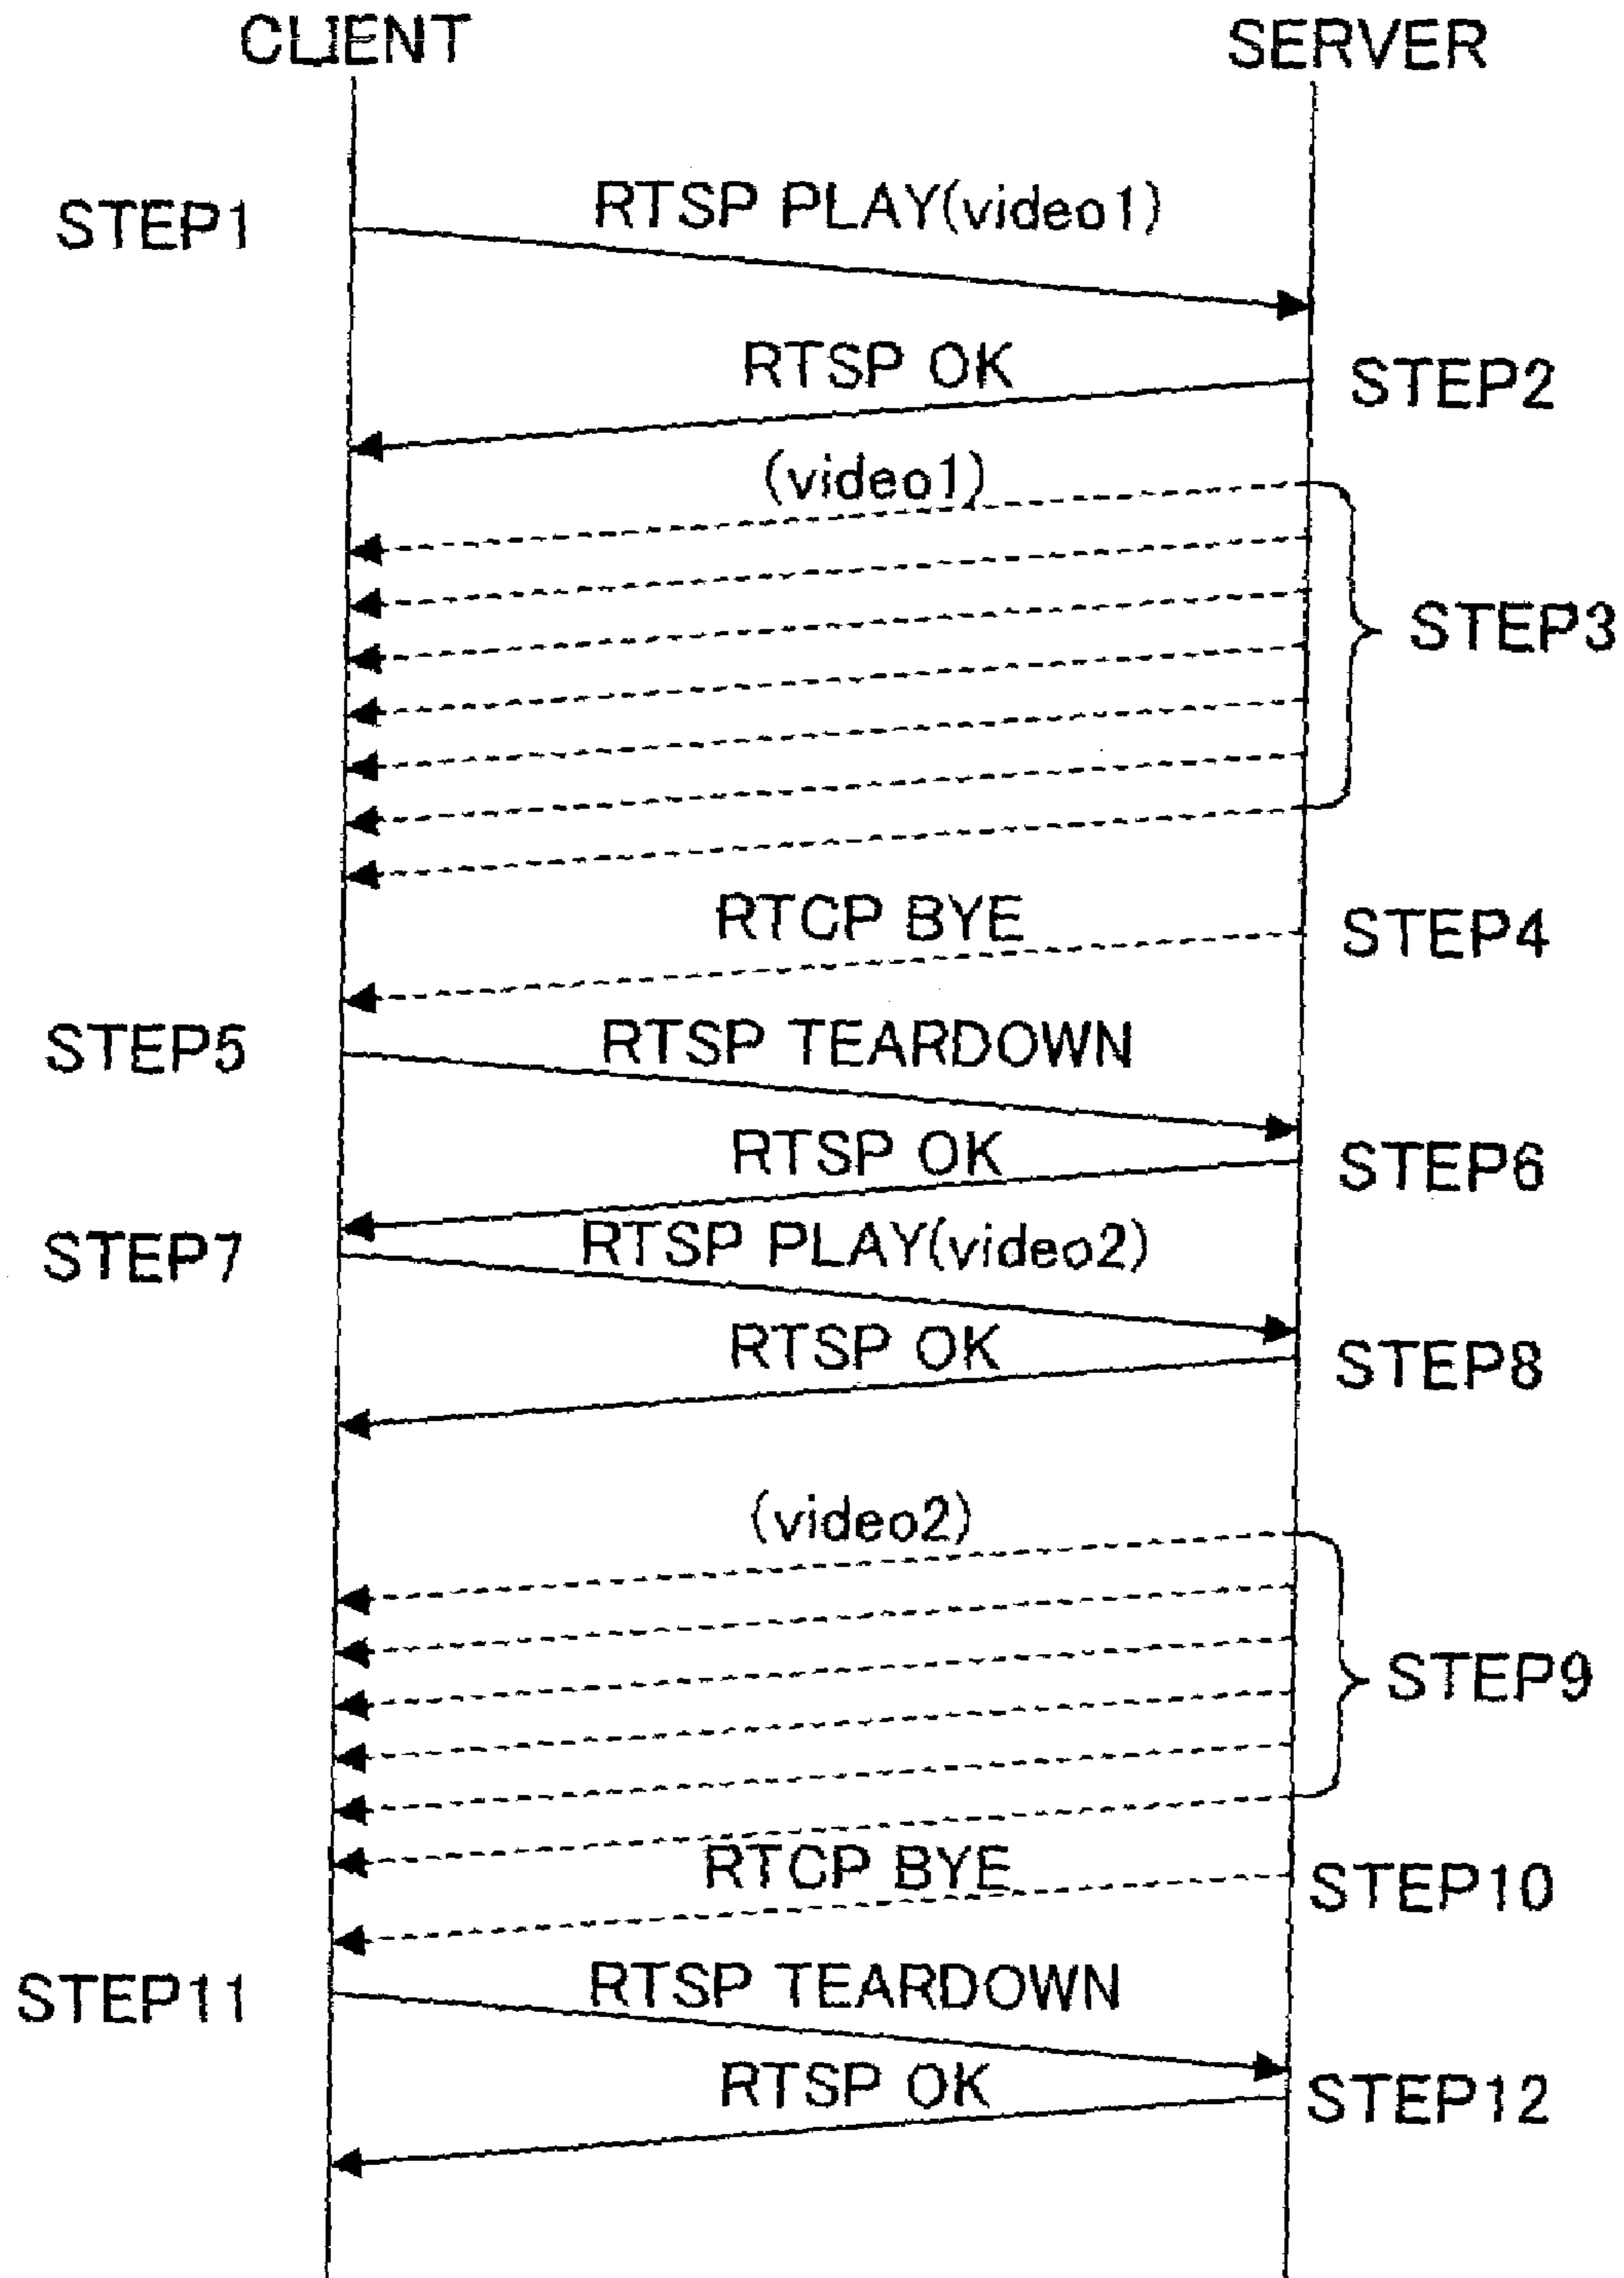 CLIENT SERVER
STEP1 RTSP PLAY(video1)
RTSP OK STEP2
(video1)
STEP3
RTCP BYE STEP4
STEP5 RTSP TEARDOWN
RTSP OK STEP6
STEP7 RTSP PLAY(video2)
RTSP OK STEP8
(video2)
STEP9
RTCP BYE STEP10
STEP11 RTSP TEARDOWN
RTSP OK STEP12